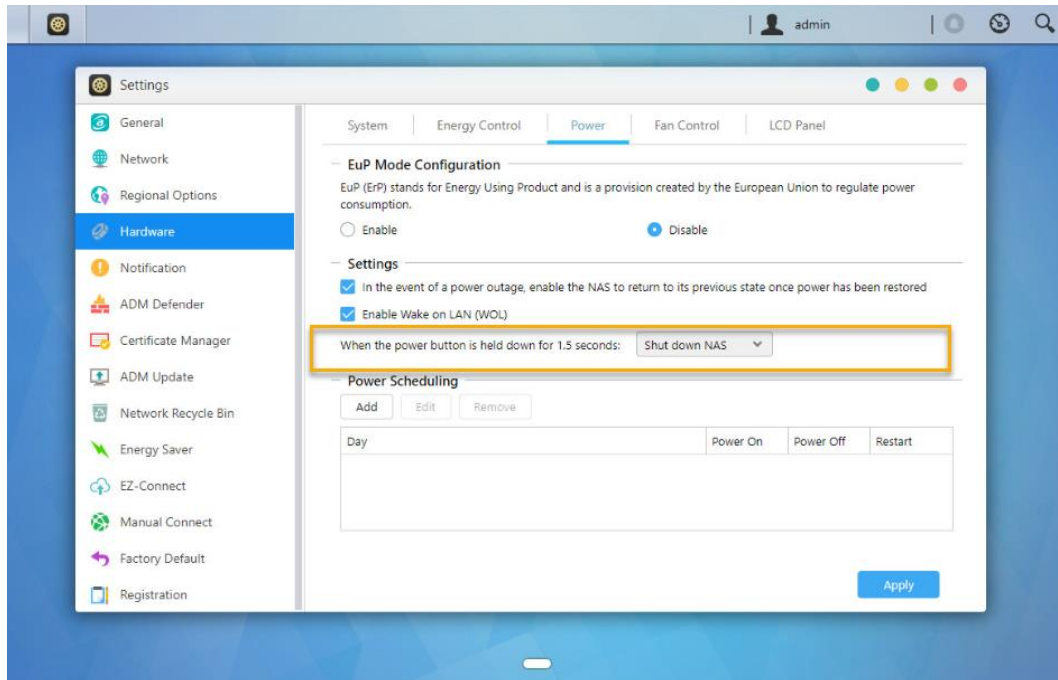 admin
Settings
General
Network
Regional Options
Hardware
Notification
ADM Defender
Certificate Manager
ADM Update
Network Recycle Bin
Energy Saver
EZ-Connect
Manual Connect
Factory Default
Registration
System Energy Control Power Fan Control LCD Panel
EuP Mode Configuration
EuP (ErP) stands for Energy Using Product and is a provision created by the European Union to regulate power
consumption.
Enable Disable
Settings
In the event of a power outage, enable the NAS to return to its previous state once power has been restored
Enable Wake on LAN (WOL)
When the power button is held down for 1.5 seconds: Shut down NAS
Power Scheduling
Add Edit Remove
Day Power On Power Off Restart
Apply